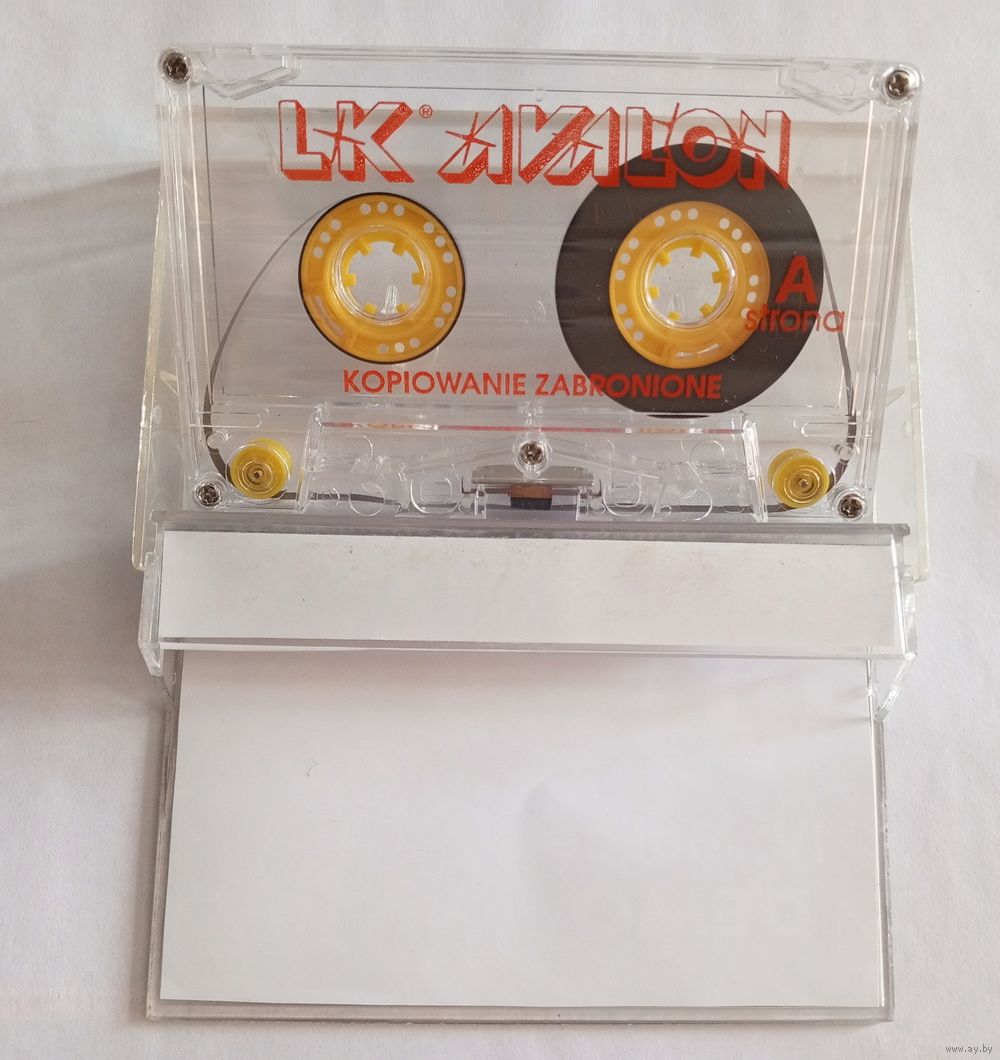 LK® AVALON
A
strona
KOPIOWANIE ZABRONIONE
www.ay.by